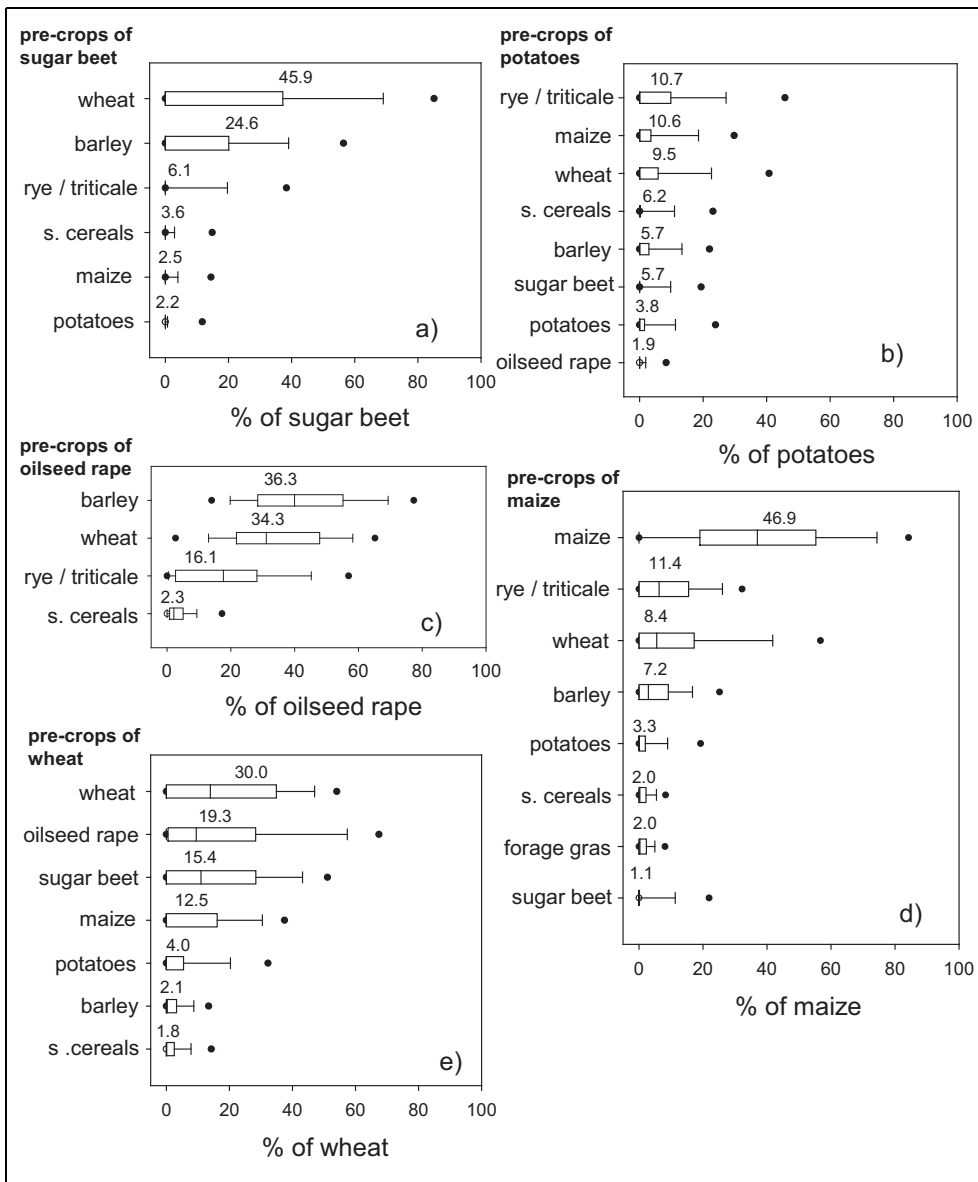 pre-crops of
sugar beet
45.9
wheat
24.6
barley
6.1
rye / triticale
3.6
s. cereals
2.5
maize
2.2
potatoes
a)
0 20 40 60 80 100
% of sugar beet
pre-crops of
potatoes
10.7
rye / triticale
10.6
maize
9.5
wheat
6.2
s. cereals
5.7
barley
5.7
sugar beet
3.8
potatoes
1.9
oilseed rape
b)
0 20 40 60 80 100
% of potatoes
pre-crops of
oilseed rape
36.3
barley
34.3
wheat
16.1
rye / triticale
2.3
s. cereals
c)
0 20 40 60 80 100
% of oilseed rape
pre-crops of
maize
46.9
maize
11.4
rye / triticale
8.4
wheat
7.2
barley
3.3
potatoes
2.0
s. cereals
2.0
forage gras
1.1
sugar beet
d)
0 20 40 60 80 100
% of maize
pre-crops of
wheat
30.0
wheat
19.3
oilseed rape
15.4
sugar beet
12.5
maize
4.0
potatoes
2.1
barley
1.8
s .cereals
e)
0 20 40 60 80 100
% of wheat